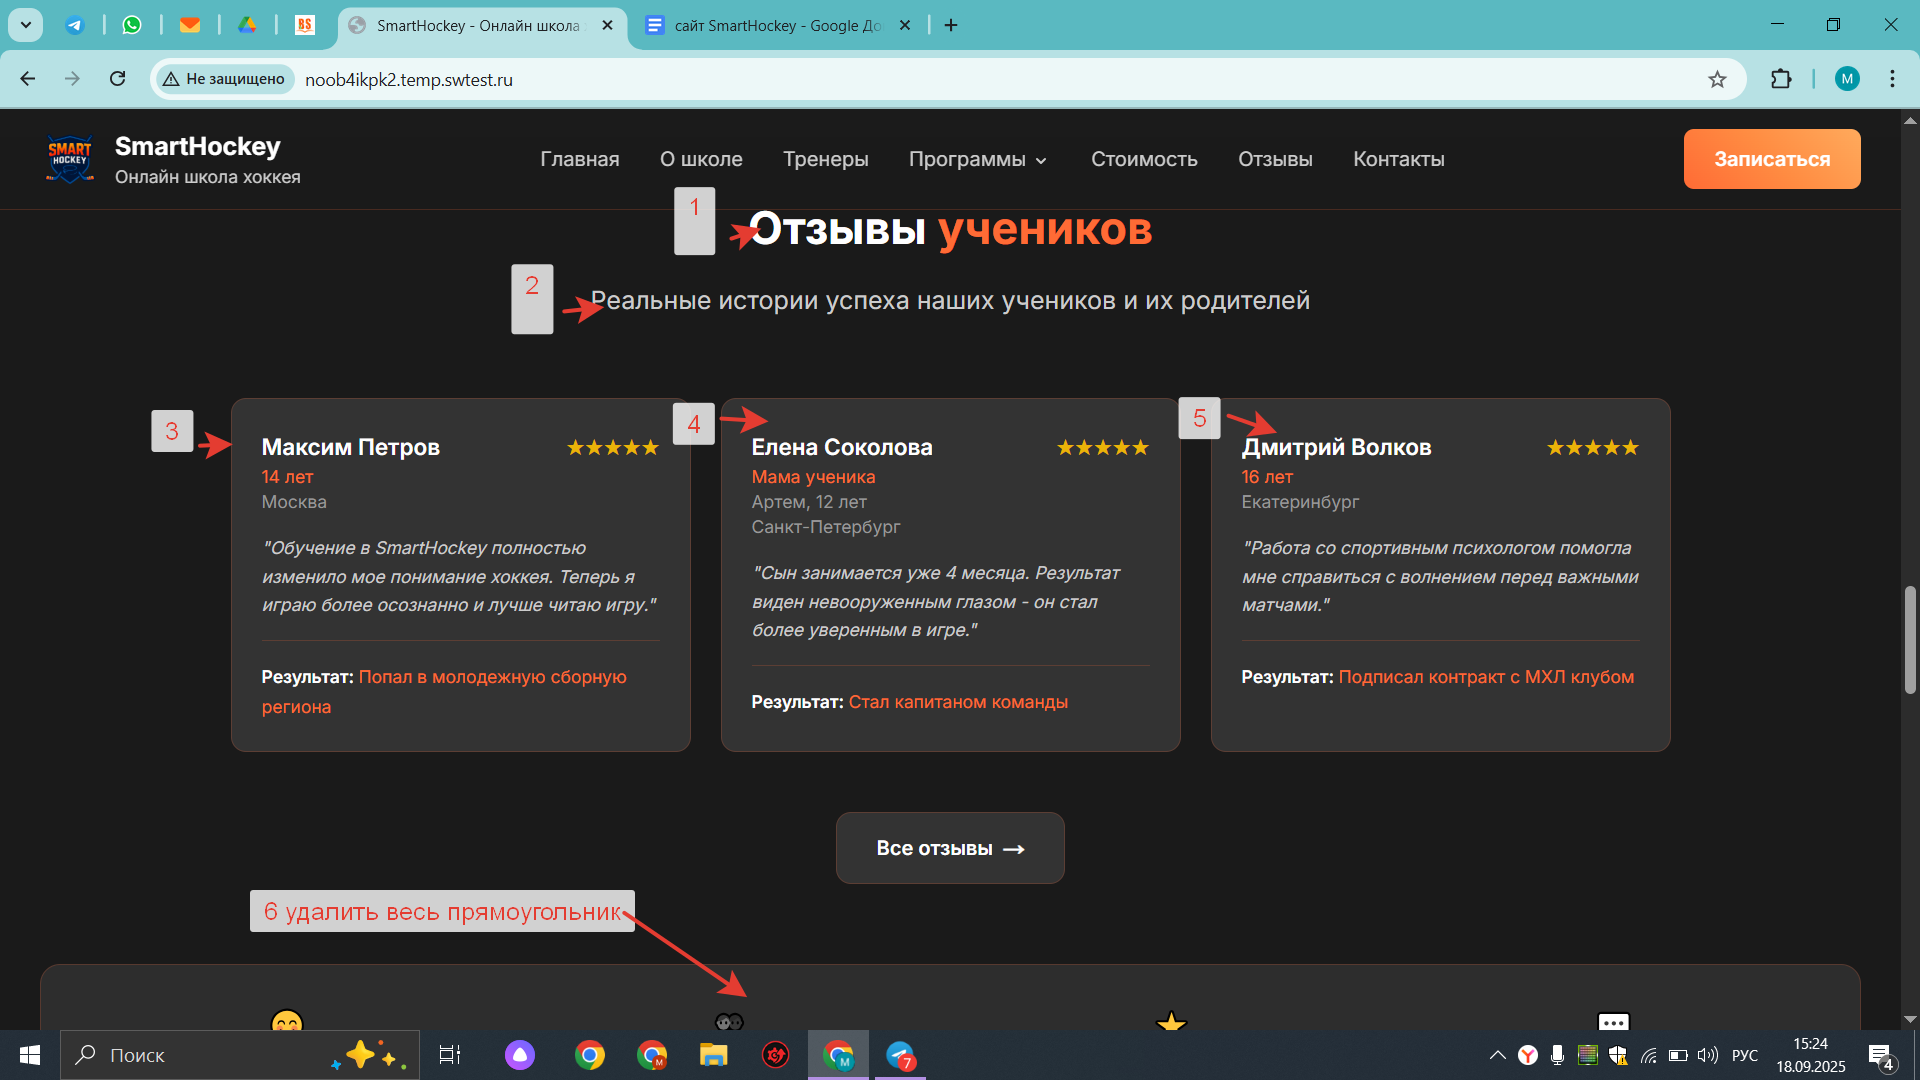 SmartHockey - Онлайн школа
сайт SmartHockey - Google До
Не защищено
noob4ikpk2.temp.swtest.ru
M
SMART
HOCKEY
SmartHockey
Онлайн школа хоккея
Главная
О школе
Тренеры
Программы
Стоимость
Отзывы
Контакты
Записаться
1
Отзывы учеников
2
Реальные истории успеха наших учеников и их родителей
3
Максим Петров ★★★★★
14 лет
Москва
"Обучение в SmartHockey полностью
изменило мое понимание хоккея. Теперь я
играю более осознанно и лучше читаю игру."
Результат: Попал в молодежную сборную
региона
4
Елена Соколова ★★★★★
Мама ученика
Артем, 12 лет
Санкт-Петербург
"Сын занимается уже 4 месяца. Результат
виден невооруженным глазом - он стал
более уверенным в игре."
Результат: Стал капитаном команды
5
Дмитрий Волков ★★★★★
16 лет
Екатеринбург
"Работа со спортивным психологом помогла
мне справиться с волнением перед важными
матчами."
Результат: Подписал контракт с МХЛ клубом
Все отзывы →
6 удалить весь прямоугольник
Поиск
7
РУС
15:24
18.09.2025
4